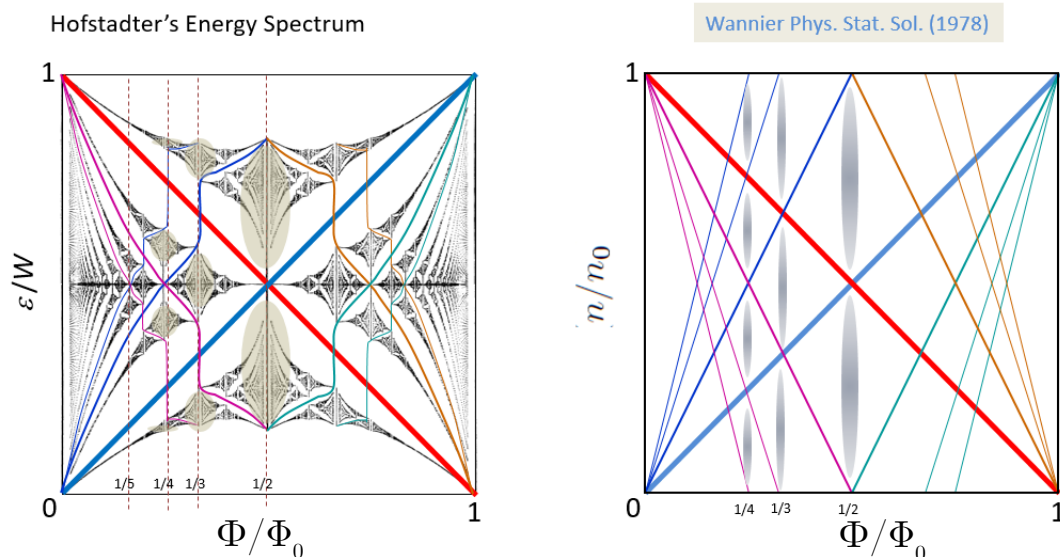 Hofstadter's Energy Spectrum
1
ε/W
1/5
1/4
1/3
1/2
0
1
Φ/Φ₀
Wannier Phys. Stat. Sol. (1978)
1
n/n₀
0
1/4
1/3
1/2
1
Φ/Φ₀